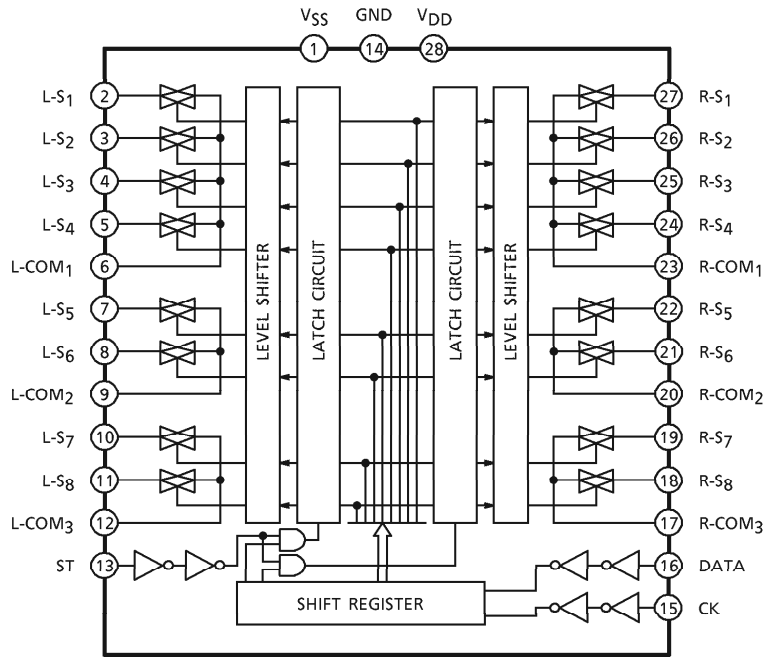 VSS GND VDD
1 14 28
L-S1 2 27 R-S1
L-S2 3 26 R-S2
L-S3 4 25 R-S3
L-S4 5 24 R-S4
L-COM1 6 23 R-COM1
L-S5 7 22 R-S5
L-S6 8 21 R-S6
L-COM2 9 20 R-COM2
L-S7 10 19 R-S7
L-S8 11 18 R-S8
L-COM3 12 17 R-COM3
ST 13 16 DATA
15 CK
LEVEL SHIFTER
LATCH CIRCUIT
LATCH CIRCUIT
LEVEL SHIFTER
SHIFT REGISTER